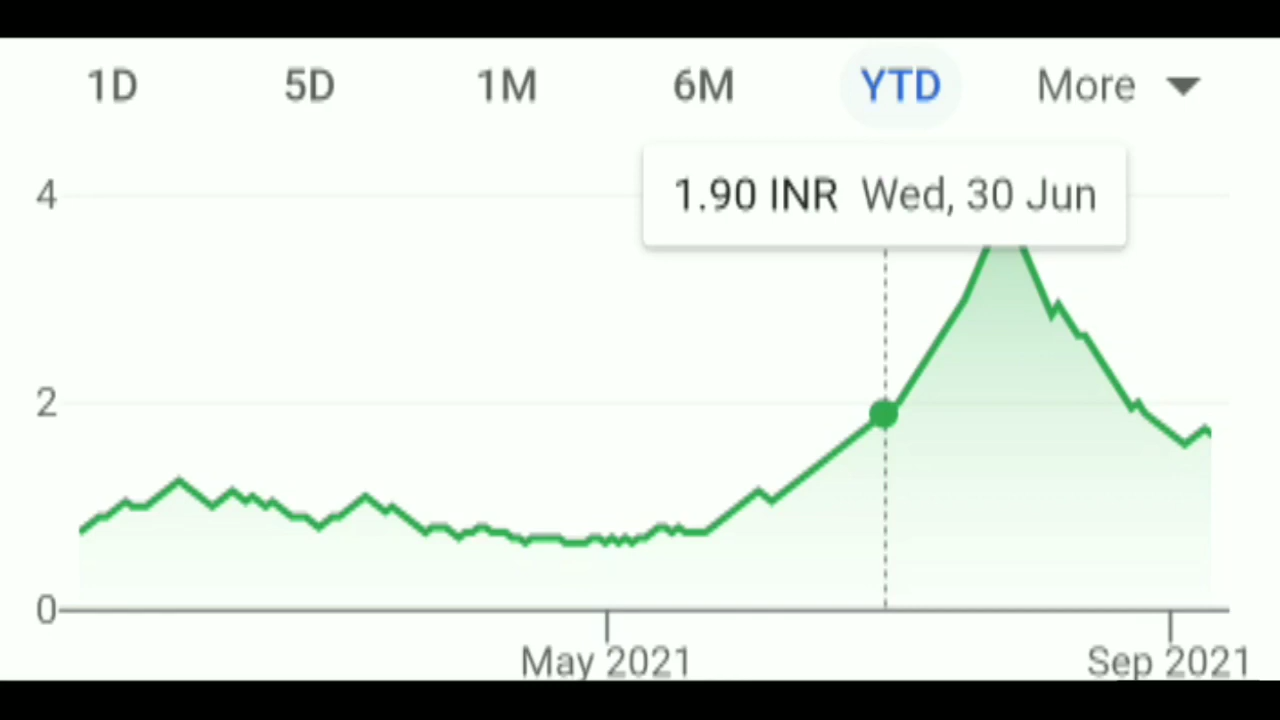 1D 5D 1M 6M YTD More
1.90 INR Wed, 30 Jun
4
2
0
May 2021 Sep 2021